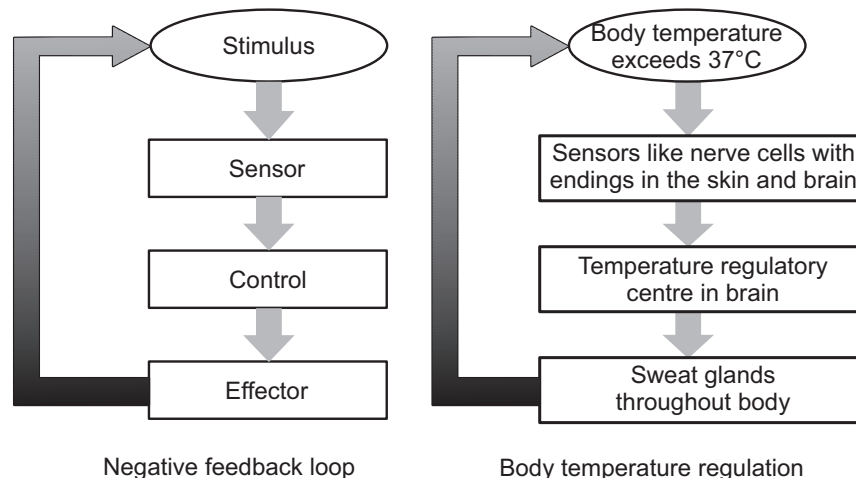 Stimulus
Sensor
Control
Effector
Negative feedback loop
Body temperature
exceeds 37°C
Sensors like nerve cells with
endings in the skin and brain
Temperature regulatory
centre in brain
Sweat glands
throughout body
Body temperature regulation